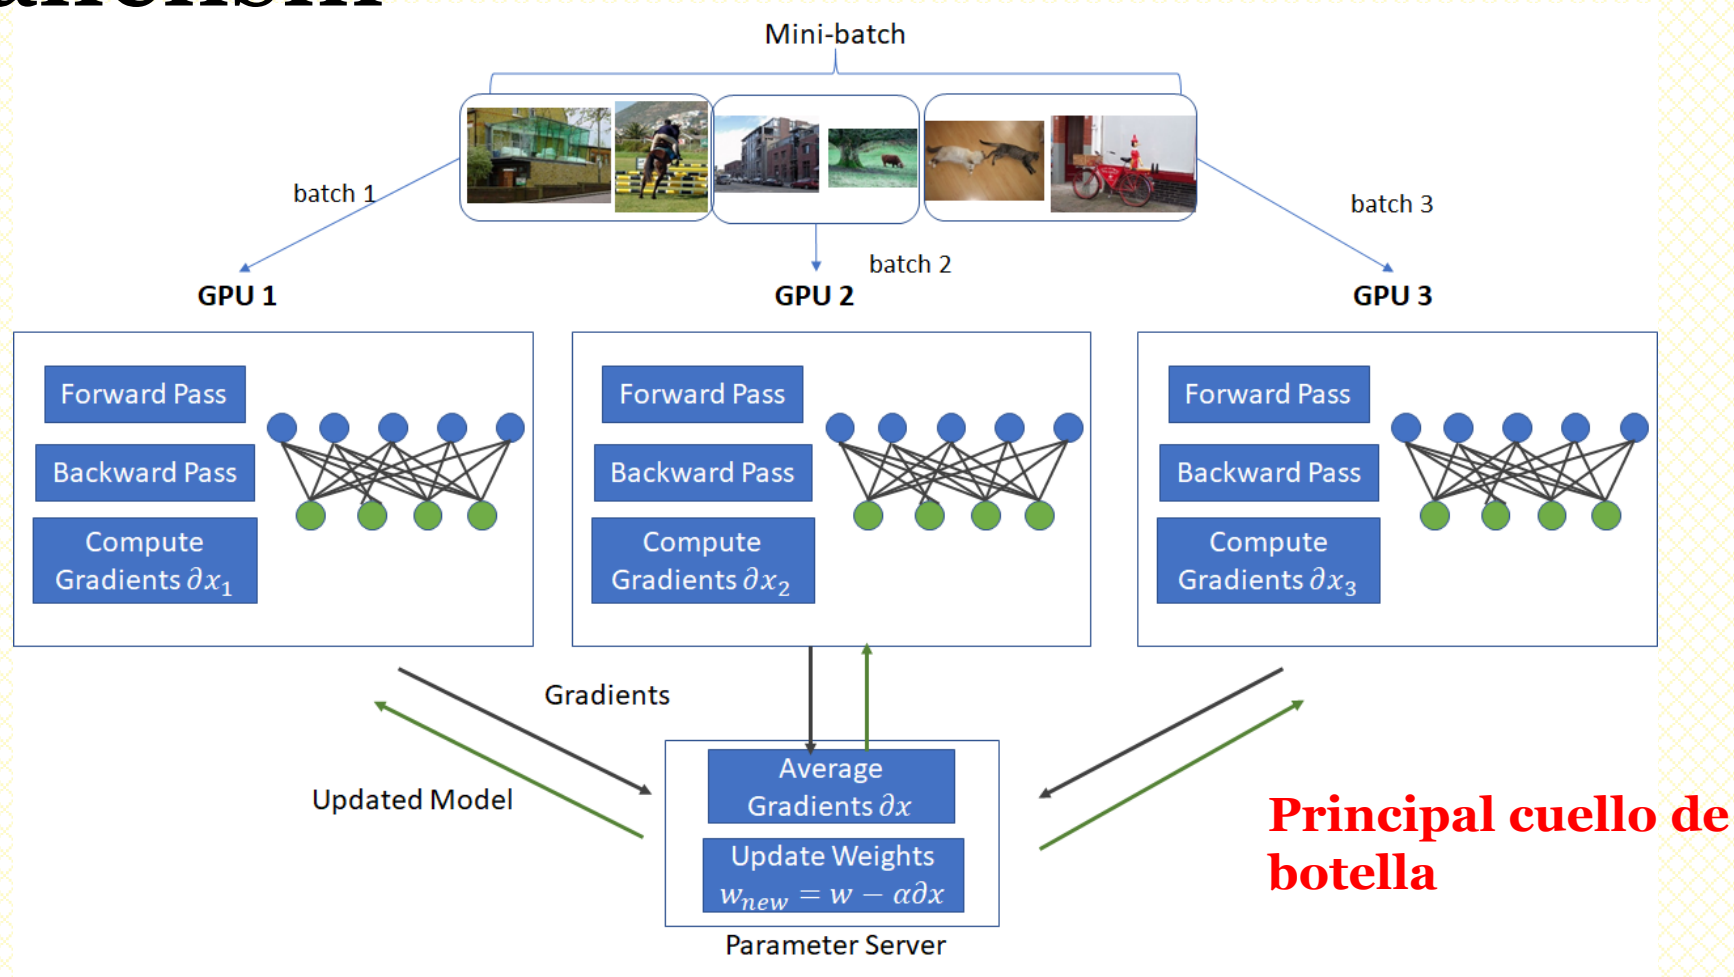 Mini-batch
batch 1
batch 2
batch 3
GPU 1
GPU 2
GPU 3
Forward Pass
Backward Pass
Compute
Gradients ∂x₁
Forward Pass
Backward Pass
Compute
Gradients ∂x₂
Forward Pass
Backward Pass
Compute
Gradients ∂x₃
Gradients
Updated Model
Average
Gradients ∂x
Update Weights
wₙₑw = w − α∂x
Parameter Server
Principal cuello de
botella